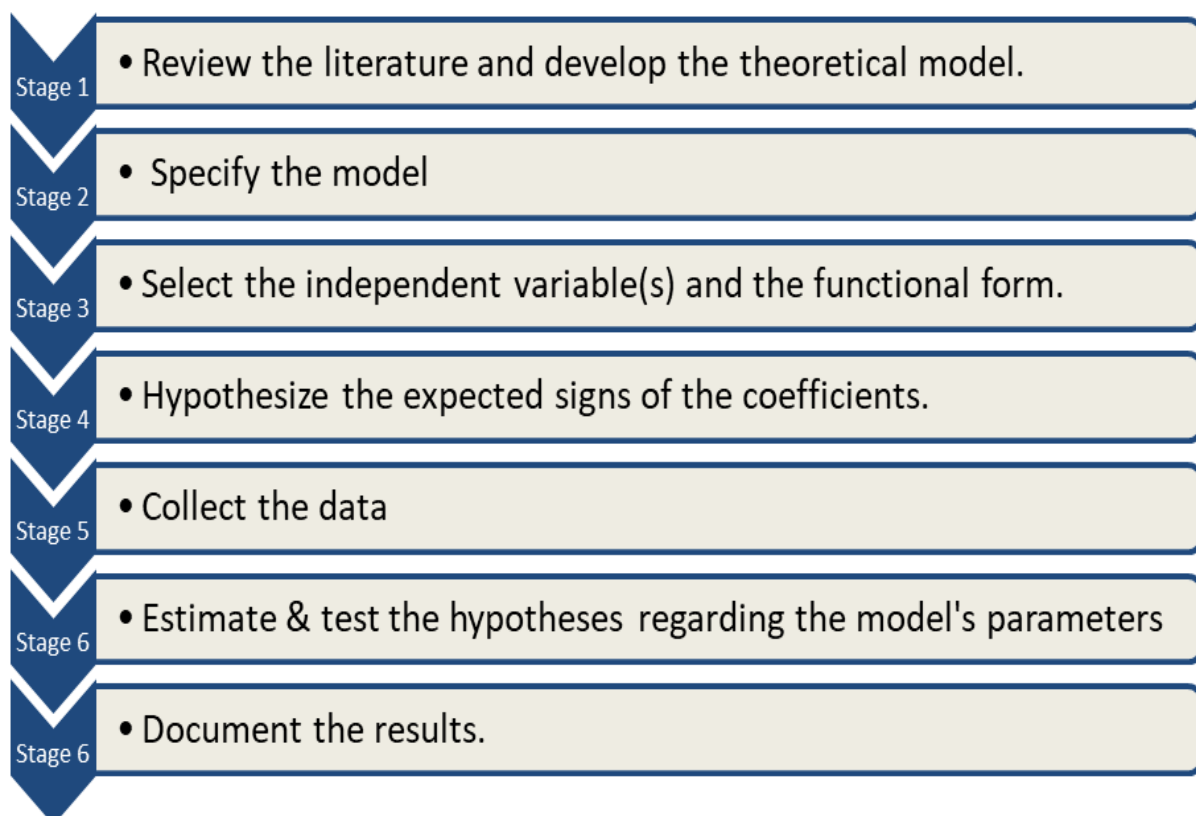 Stage 1
• Review the literature and develop the theoretical model.
Stage 2
• Specify the model
Stage 3
• Select the independent variable(s) and the functional form.
Stage 4
• Hypothesize the expected signs of the coefficients.
Stage 5
• Collect the data
Stage 6
• Estimate & test the hypotheses regarding the model's parameters
Stage 6
• Document the results.